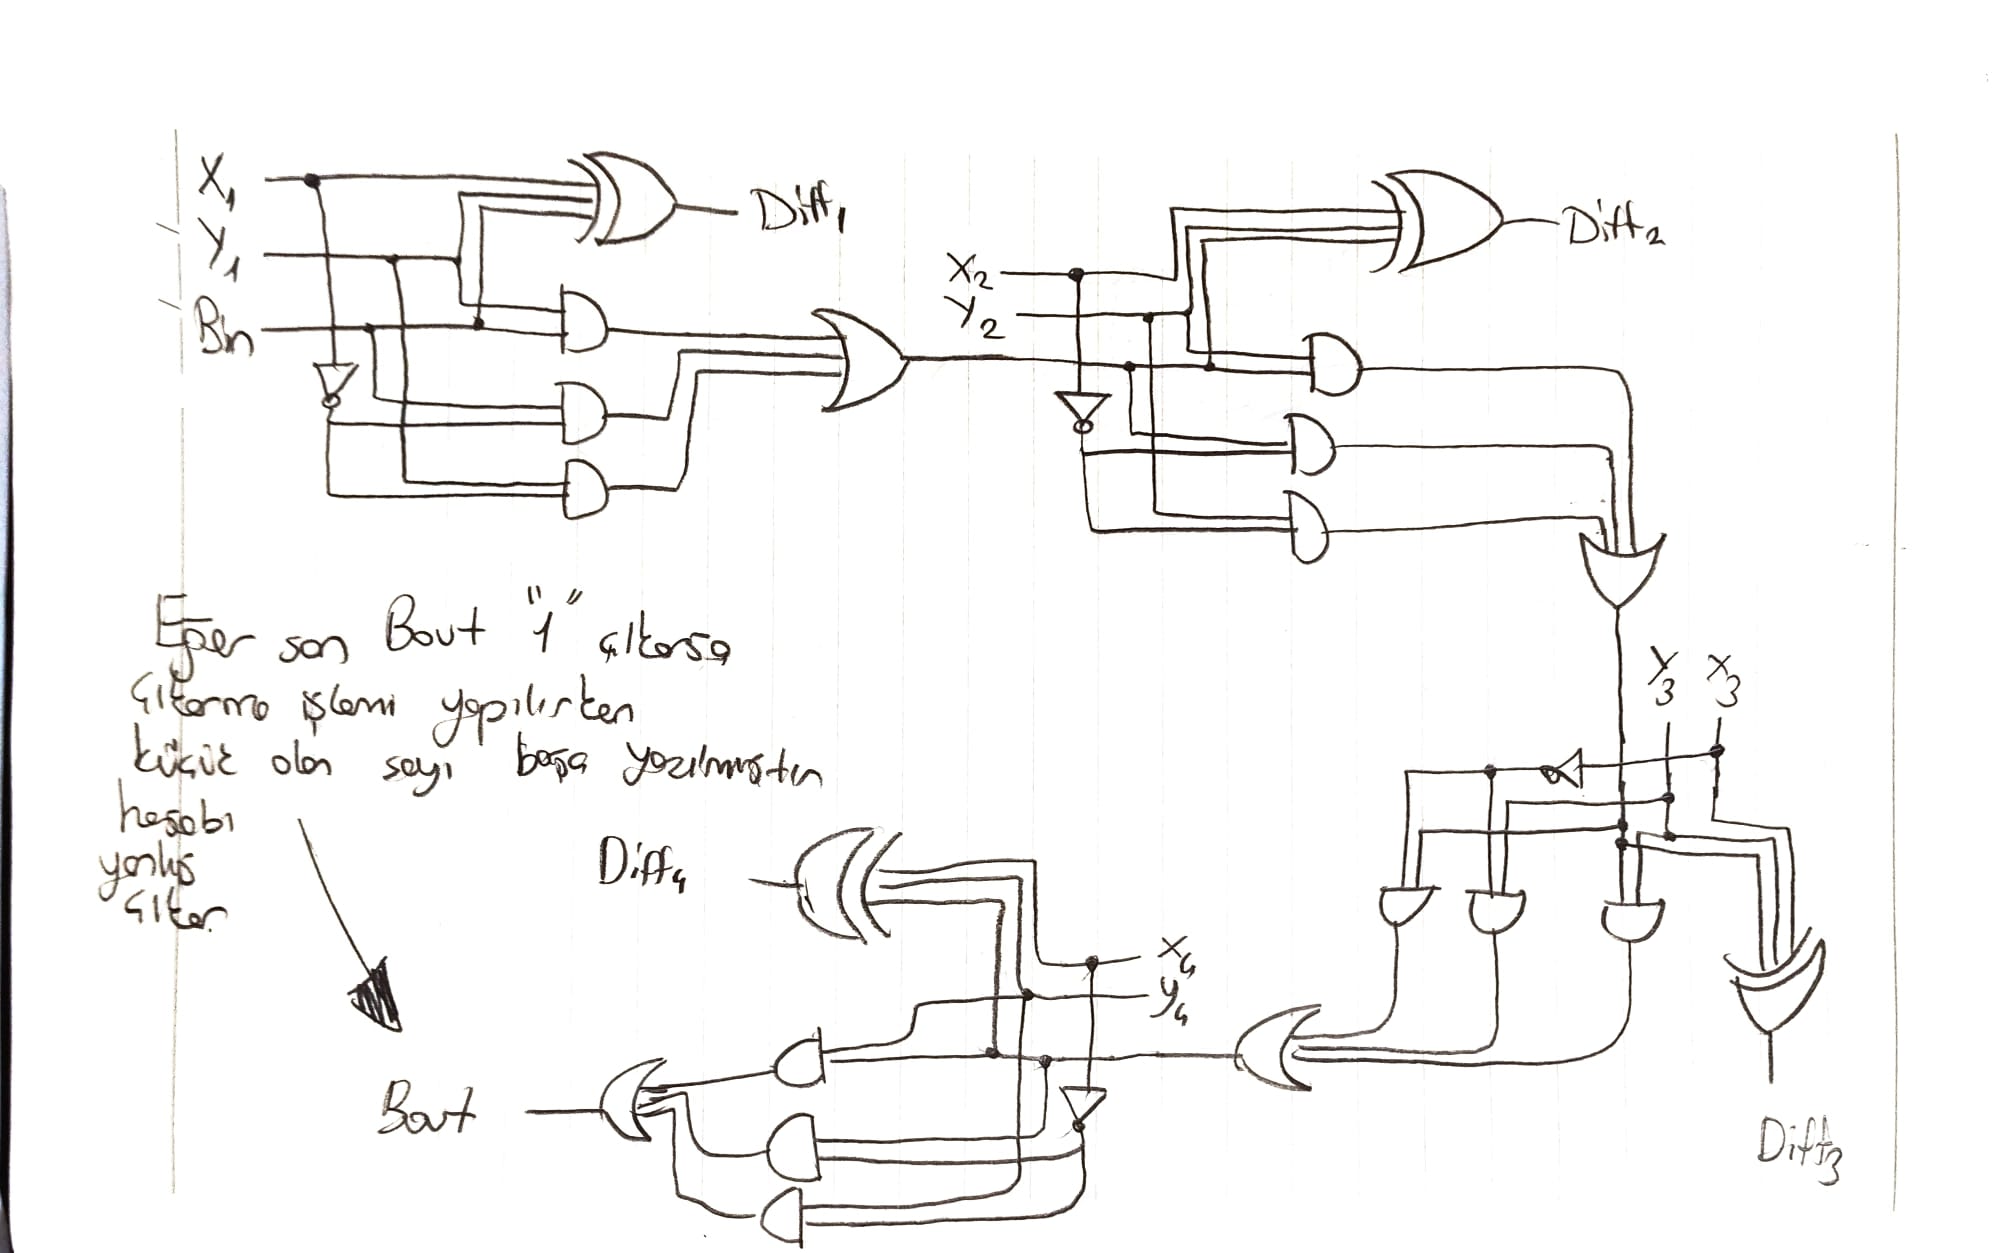 X₁
Y₁
Bin
Diff₁
X₂
Y₂
Diff₂
Eğer son Bout "1" çıkarsa
çıkarma işlemi yapılırken
küçük olan sayı başa yazılmıştır
hesabı
yanlış
çıkar.
Y₃ X₃
Diff₄
X₄
Y₄
Bout
Diff₃